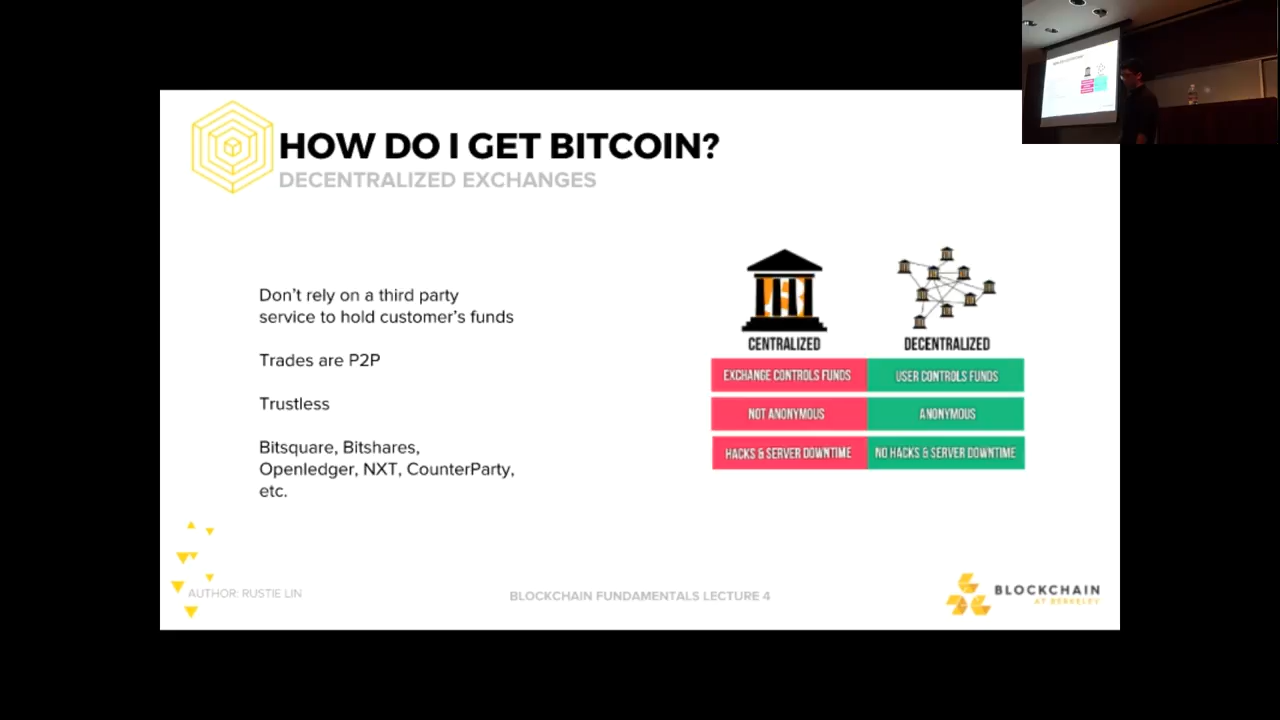 HOW DO I GET BITCOIN?
DECENTRALIZED EXCHANGES
Don't rely on a third party
service to hold customer's funds
Trades are P2P
Trustless
Bitsquare, Bitshares,
Openledger, NXT, CounterParty,
etc.
CENTRALIZED DECENTRALIZED
EXCHANGE CONTROLS FUNDS USER CONTROLS FUNDS
NOT ANONYMOUS ANONYMOUS
HACKS & SERVER DOWNTIME NO HACKS & SERVER DOWNTIME
AUTHOR: RUSTIE LIN
BLOCKCHAIN FUNDAMENTALS LECTURE 4
BLOCKCHAIN
AT BERKELEY